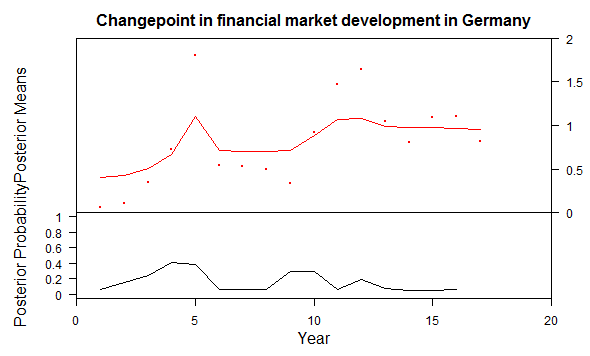 Changepoint in financial market development in Germany
Posterior Means
2
1.5
1
0.5
0
Posterior Probability
1
0.8
0.6
0.4
0.2
0
0 5 10 15 20
Year